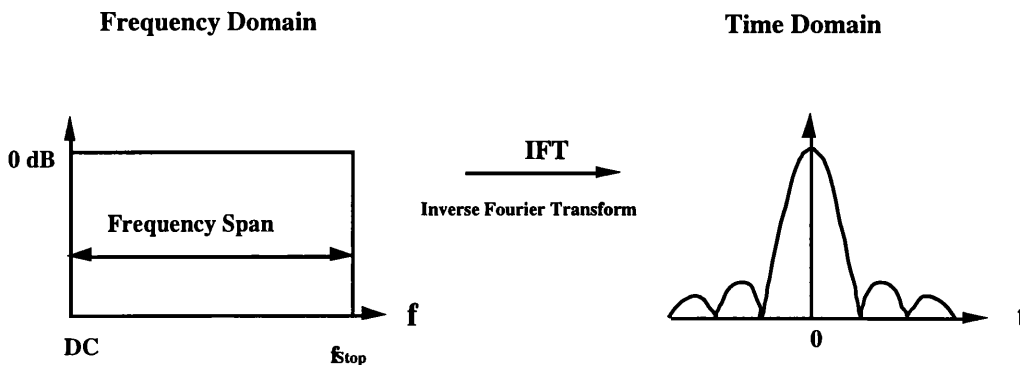 Frequency Domain
Time Domain
0 dB
IFT
Inverse Fourier Transform
Frequency Span
f
DC
fStop
0
t